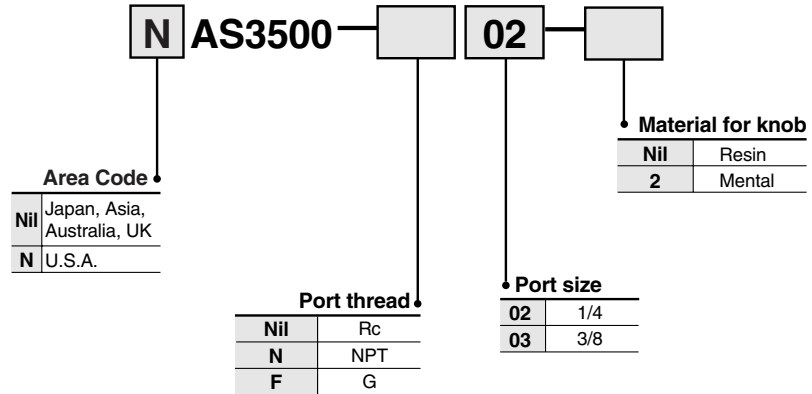 N AS3500 — 02 —
Material for knob
Nil Resin
2 Mental
Area Code
Nil Japan, Asia,
Australia, UK
N U.S.A.
Port thread
Nil Rc
N NPT
F G
Port size
02 1/4
03 3/8